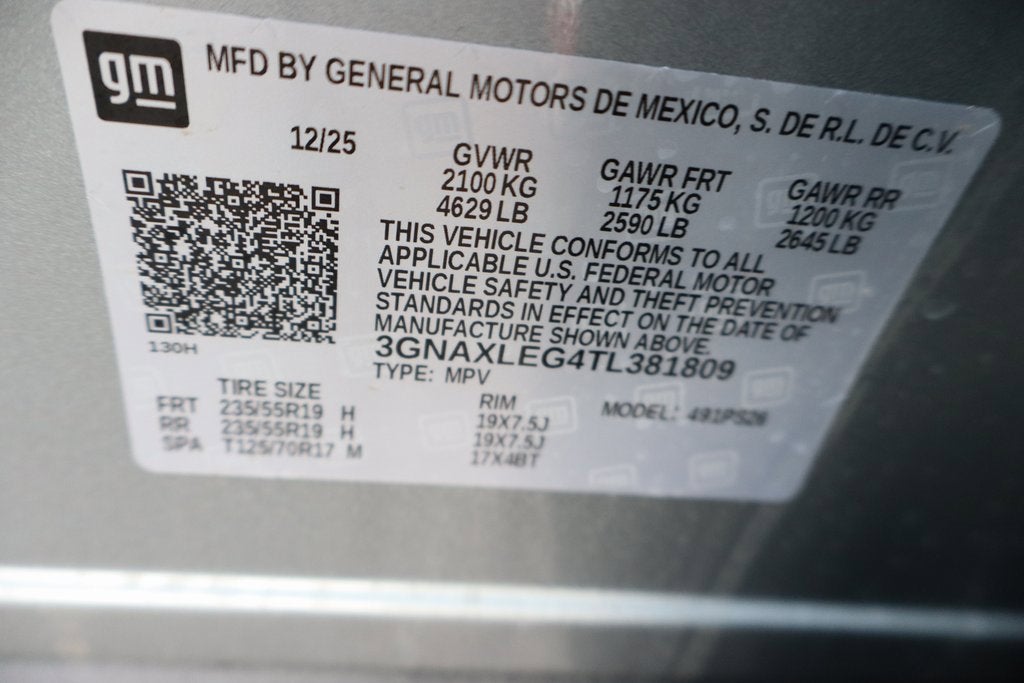 gm
MFD BY GENERAL MOTORS DE MEXICO, S. DE R.L. DE C.V.
12/25
GVWR GAWR FRT GAWR RR
2100 KG 1175 KG 1200 KG
4629 LB 2590 LB 2645 LB
THIS VEHICLE CONFORMS TO ALL
APPLICABLE U.S. FEDERAL MOTOR
VEHICLE SAFETY AND THEFT PREVENTION
STANDARDS IN EFFECT ON THE DATE OF
MANUFACTURE SHOWN ABOVE.
130H
3GNAXLEG4TL381809
TYPE: MPV
TIRE SIZE RIM MODEL: 491PS26
FRT 235/55R19 H 19X7.5J
RR 235/55R19 H 19X7.5J
SPA T125/70R17 M 17X4BT